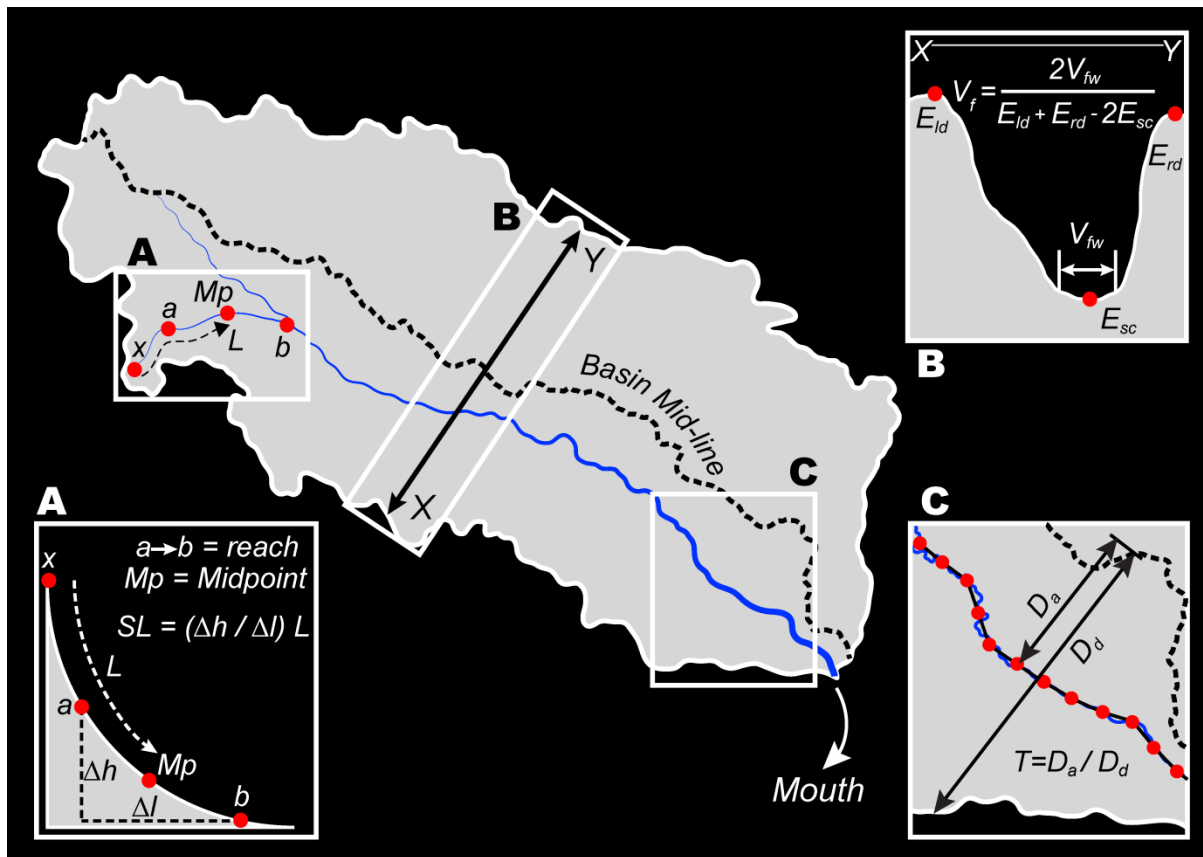 A
x
a
Mp
L
b
B
Y
X
Basin Mid-line
C
Mouth
X
Y
V_f = 2V_fw / E_ld + E_rd - 2E_sc
E_ld
E_rd
V_fw
E_sc
B
A
x
a→b = reach
Mp = Midpoint
SL = (Δh / Δl) L
L
a
Mp
Δh
Δl
b
C
D_a
D_d
T=D_a / D_d